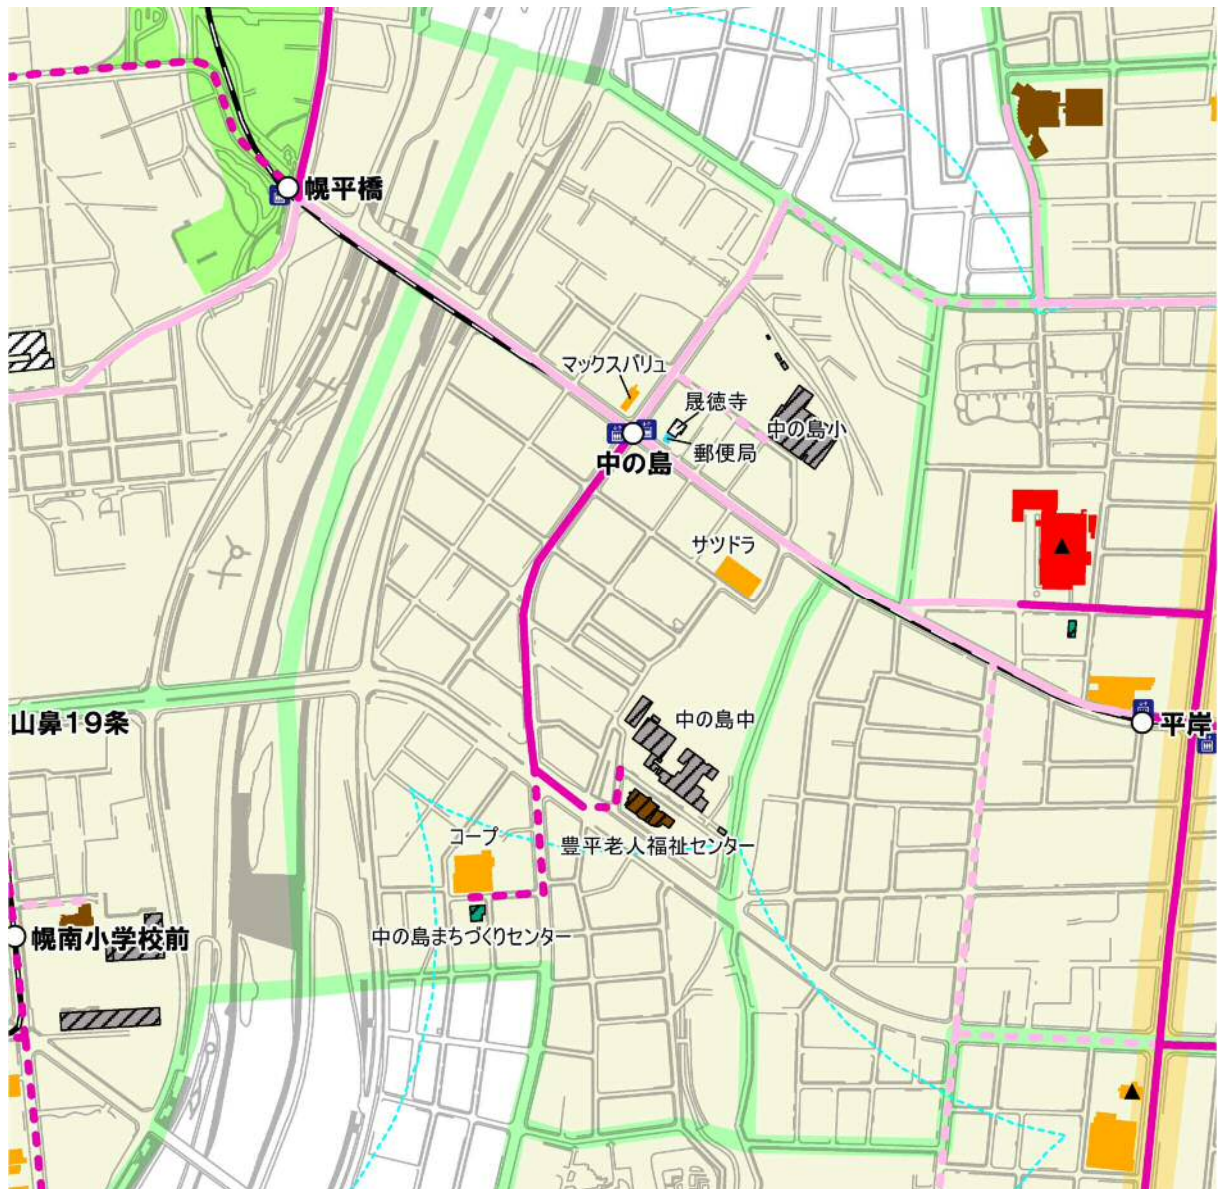 幌平橋
マックスバリュ
晟徳寺
中の島小
郵便局
中の島
サツドラ
山鼻19条
中の島中
平岸
コープ
豊平老人福祉センター
中の島まちづくりセンター
幌南小学校前